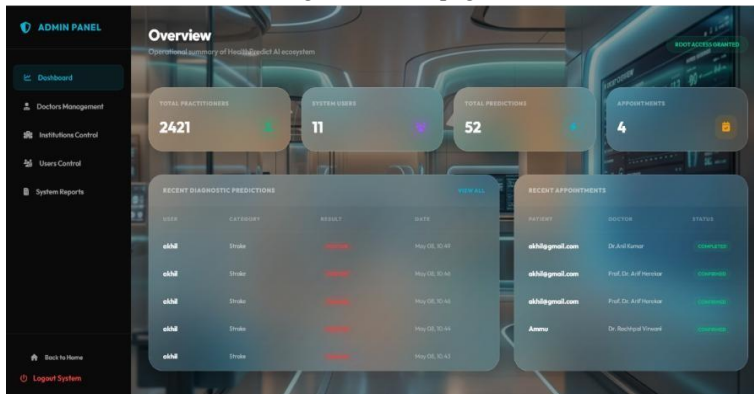 ADMIN PANEL
Overview
Operational summary of HealthPredict AI ecosystem
ROOT ACCESS GRANTED
Dashboard
Doctors Management
Institutions Control
Users Control
System Reports
Back to Home
Logout System
TOTAL PRACTITIONERS
2421
SYSTEM USERS
11
TOTAL PREDICTIONS
52
APPOINTMENTS
4
RECENT DIAGNOSTIC PREDICTIONS
VIEW ALL
USER CATEGORY RESULT DATE
akhil Stroke May 08, 10:49
akhil Stroke May 08, 10:46
akhil Stroke May 08, 10:46
akhil Stroke May 08, 10:44
akhil Stroke May 08, 10:43
RECENT APPOINTMENTS
PATIENT DOCTOR STATUS
akhil@gmail.com Dr. Anil Kumar COMPLETED
akhil@gmail.com Prof. Dr. Arif CONFIRMED
akhil@gmail.com Prof. Dr. Arif CONFIRMED
Ammu Dr. Virmani CONFIRMED